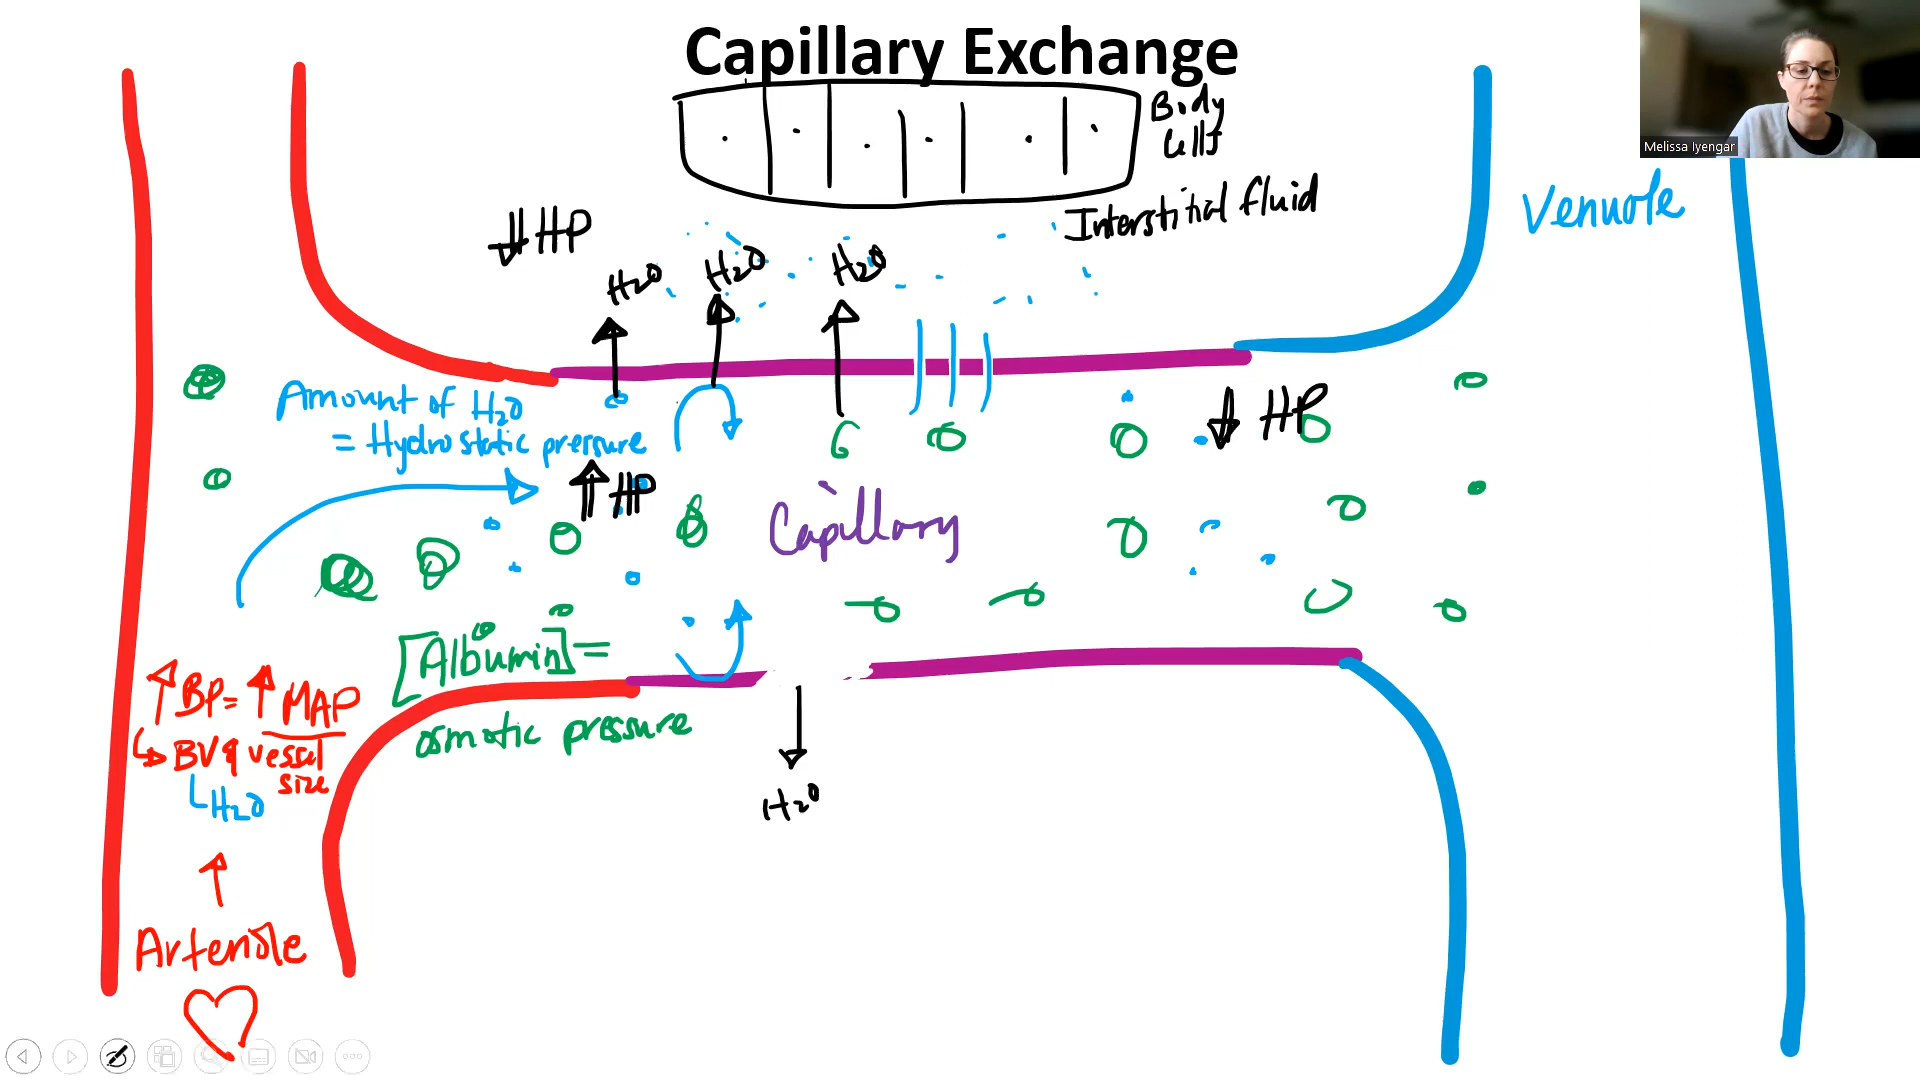 Capillary Exchange
Body
Cells
Melissa Iyengar
Interstitial fluid
Venuole
↓ HP
H₂O
H₂O
H₂O
Amount of H₂O
= Hydrostatic pressure
↑ HP
↓ HP
Capillary
[Albumin] =
osmotic pressure
↑ BP = ↑ MAP
↳ BV & vessel
size
H₂O
H₂O
↑
Arteriole